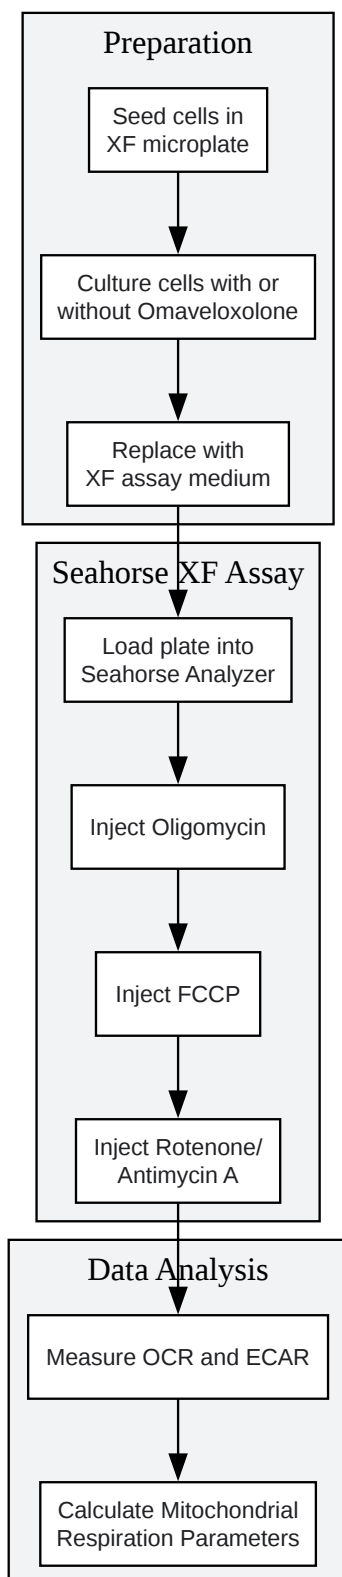 Preparation
Seed cells in
XF microplate
Culture cells with or
without Omaveloxolone
Replace with
XF assay medium
Seahorse XF Assay
Load plate into
Seahorse Analyzer
Inject Oligomycin
Inject FCCP
Inject Rotenone/
Antimycin A
Data Analysis
Measure OCR and ECAR
Calculate Mitochondrial
Respiration Parameters